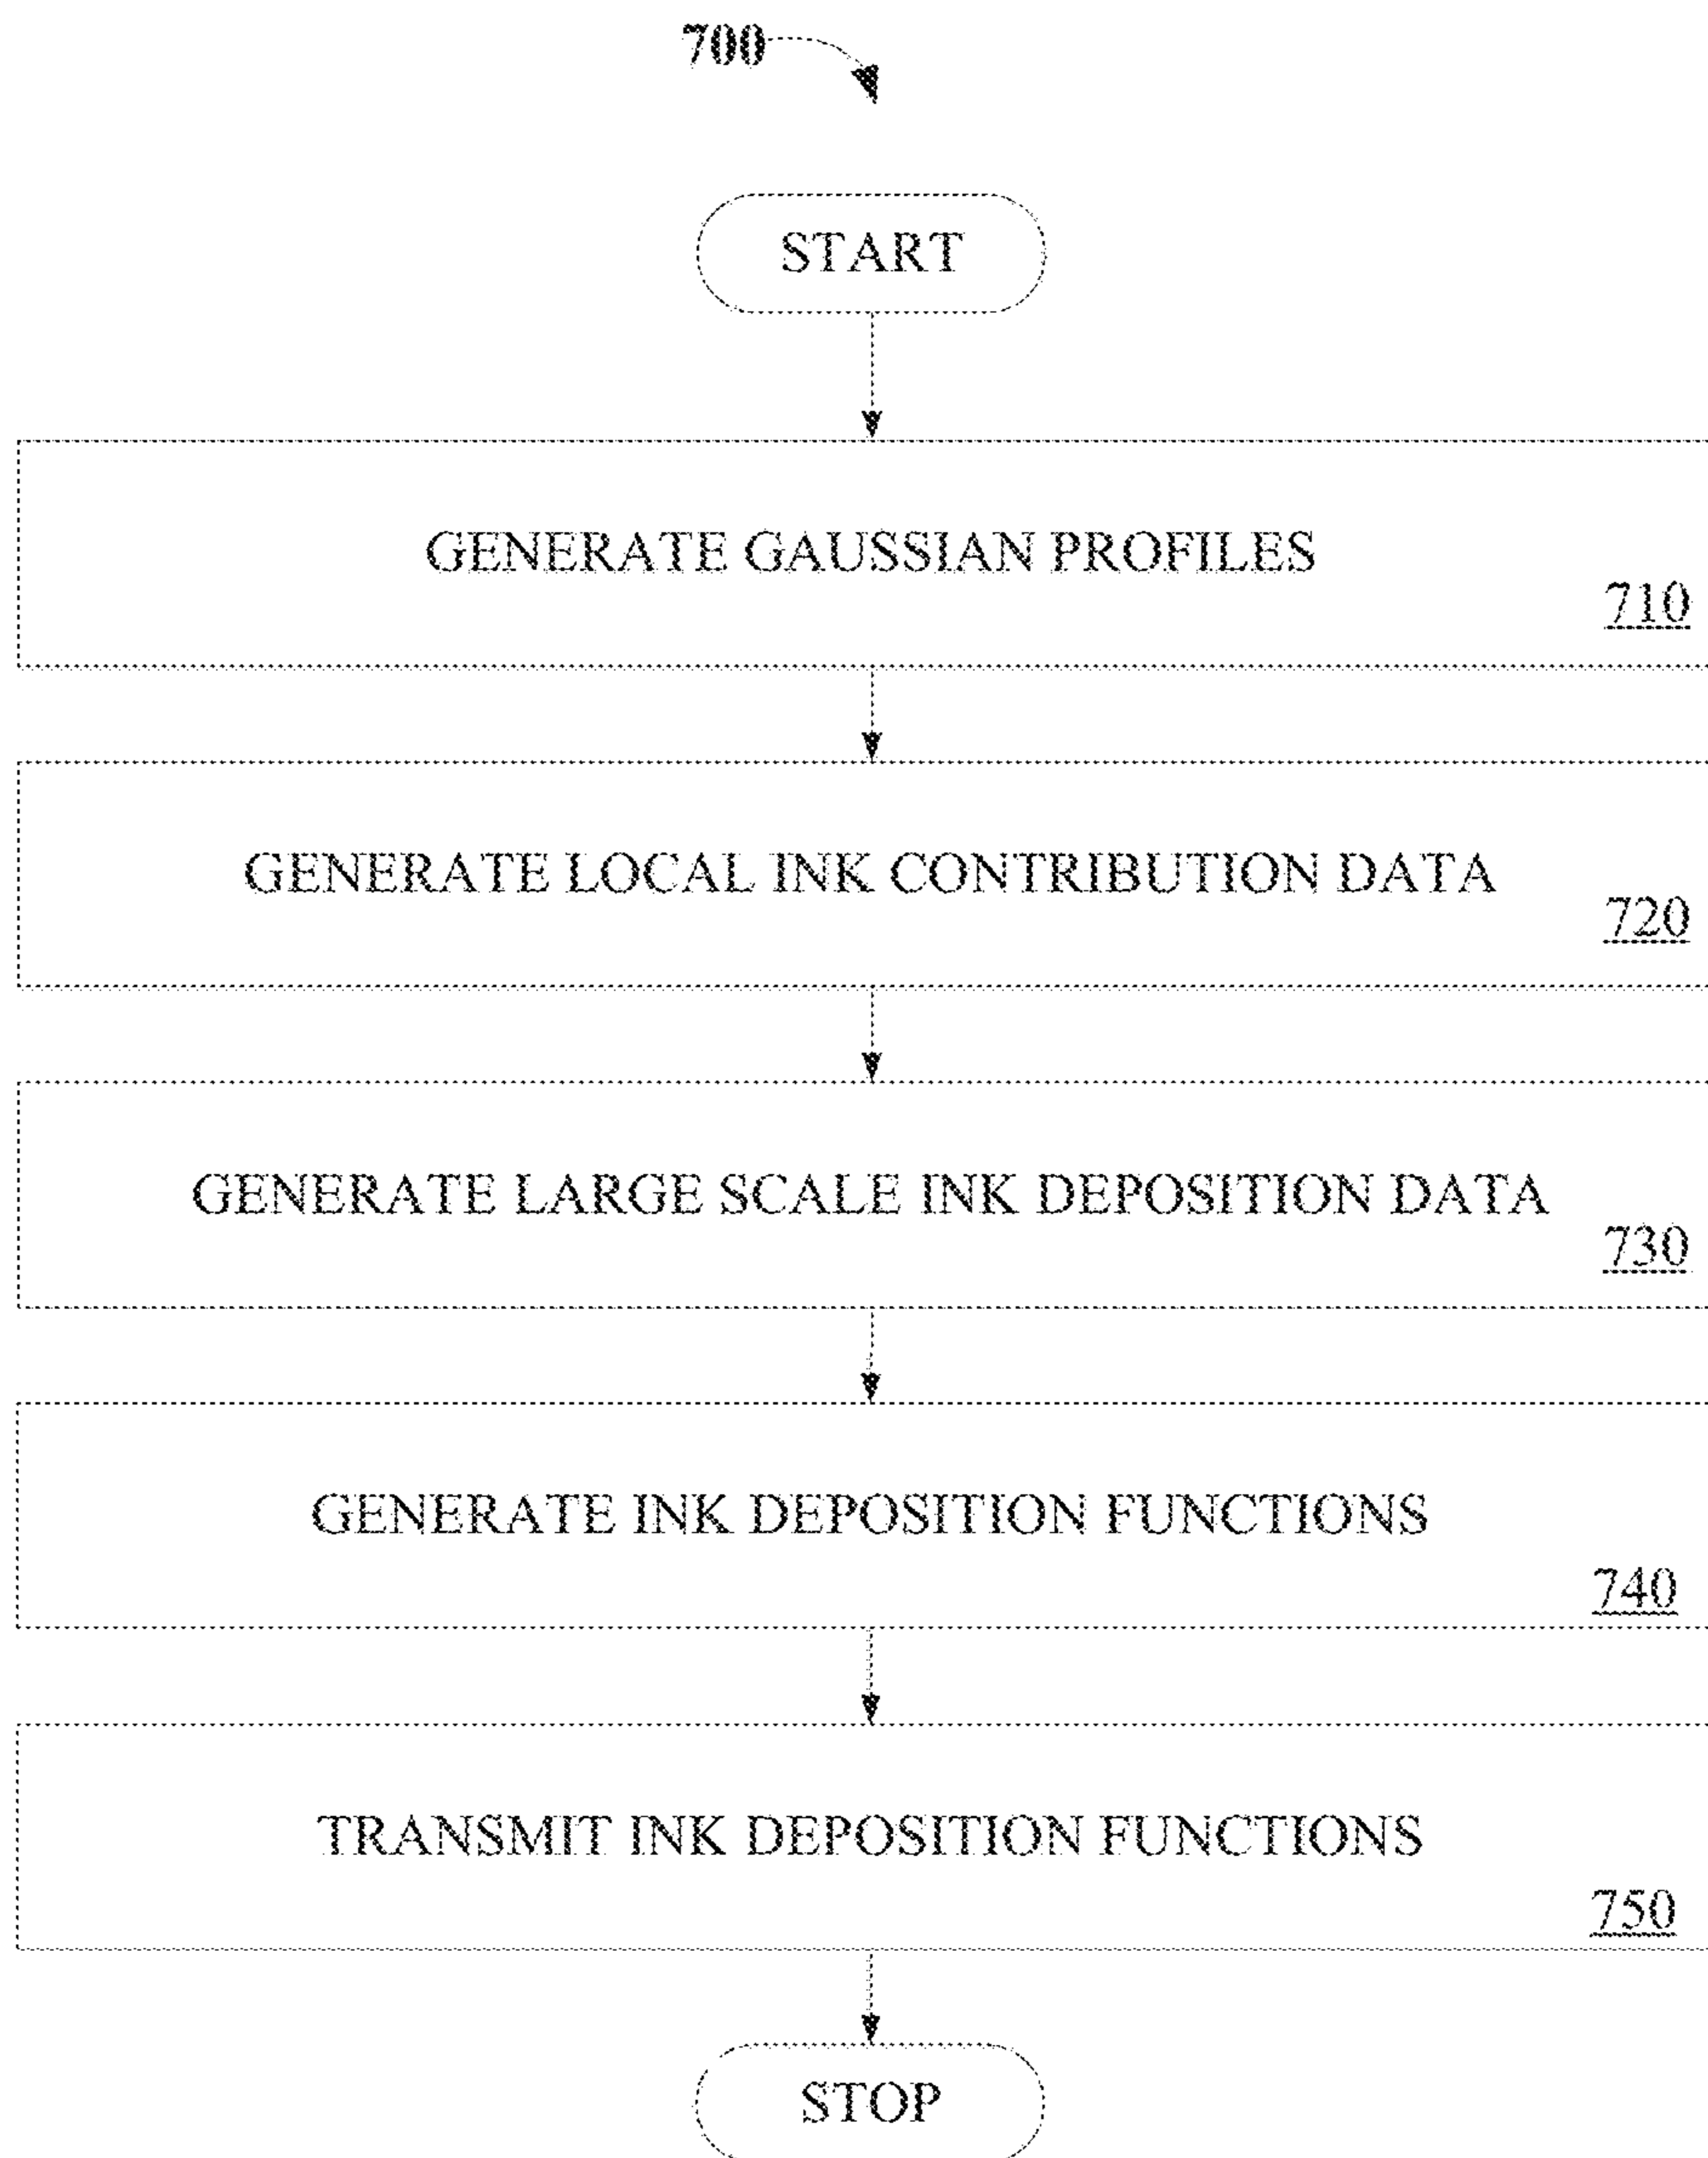 700
START
GENERATE GAUSSIAN PROFILES
710
GENERATE LOCAL INK CONTRIBUTION DATA
720
GENERATE LARGE SCALE INK DEPOSITION DATA
730
GENERATE INK DEPOSITION FUNCTIONS
740
TRANSMIT INK DEPOSITION FUNCTIONS
750
STOP